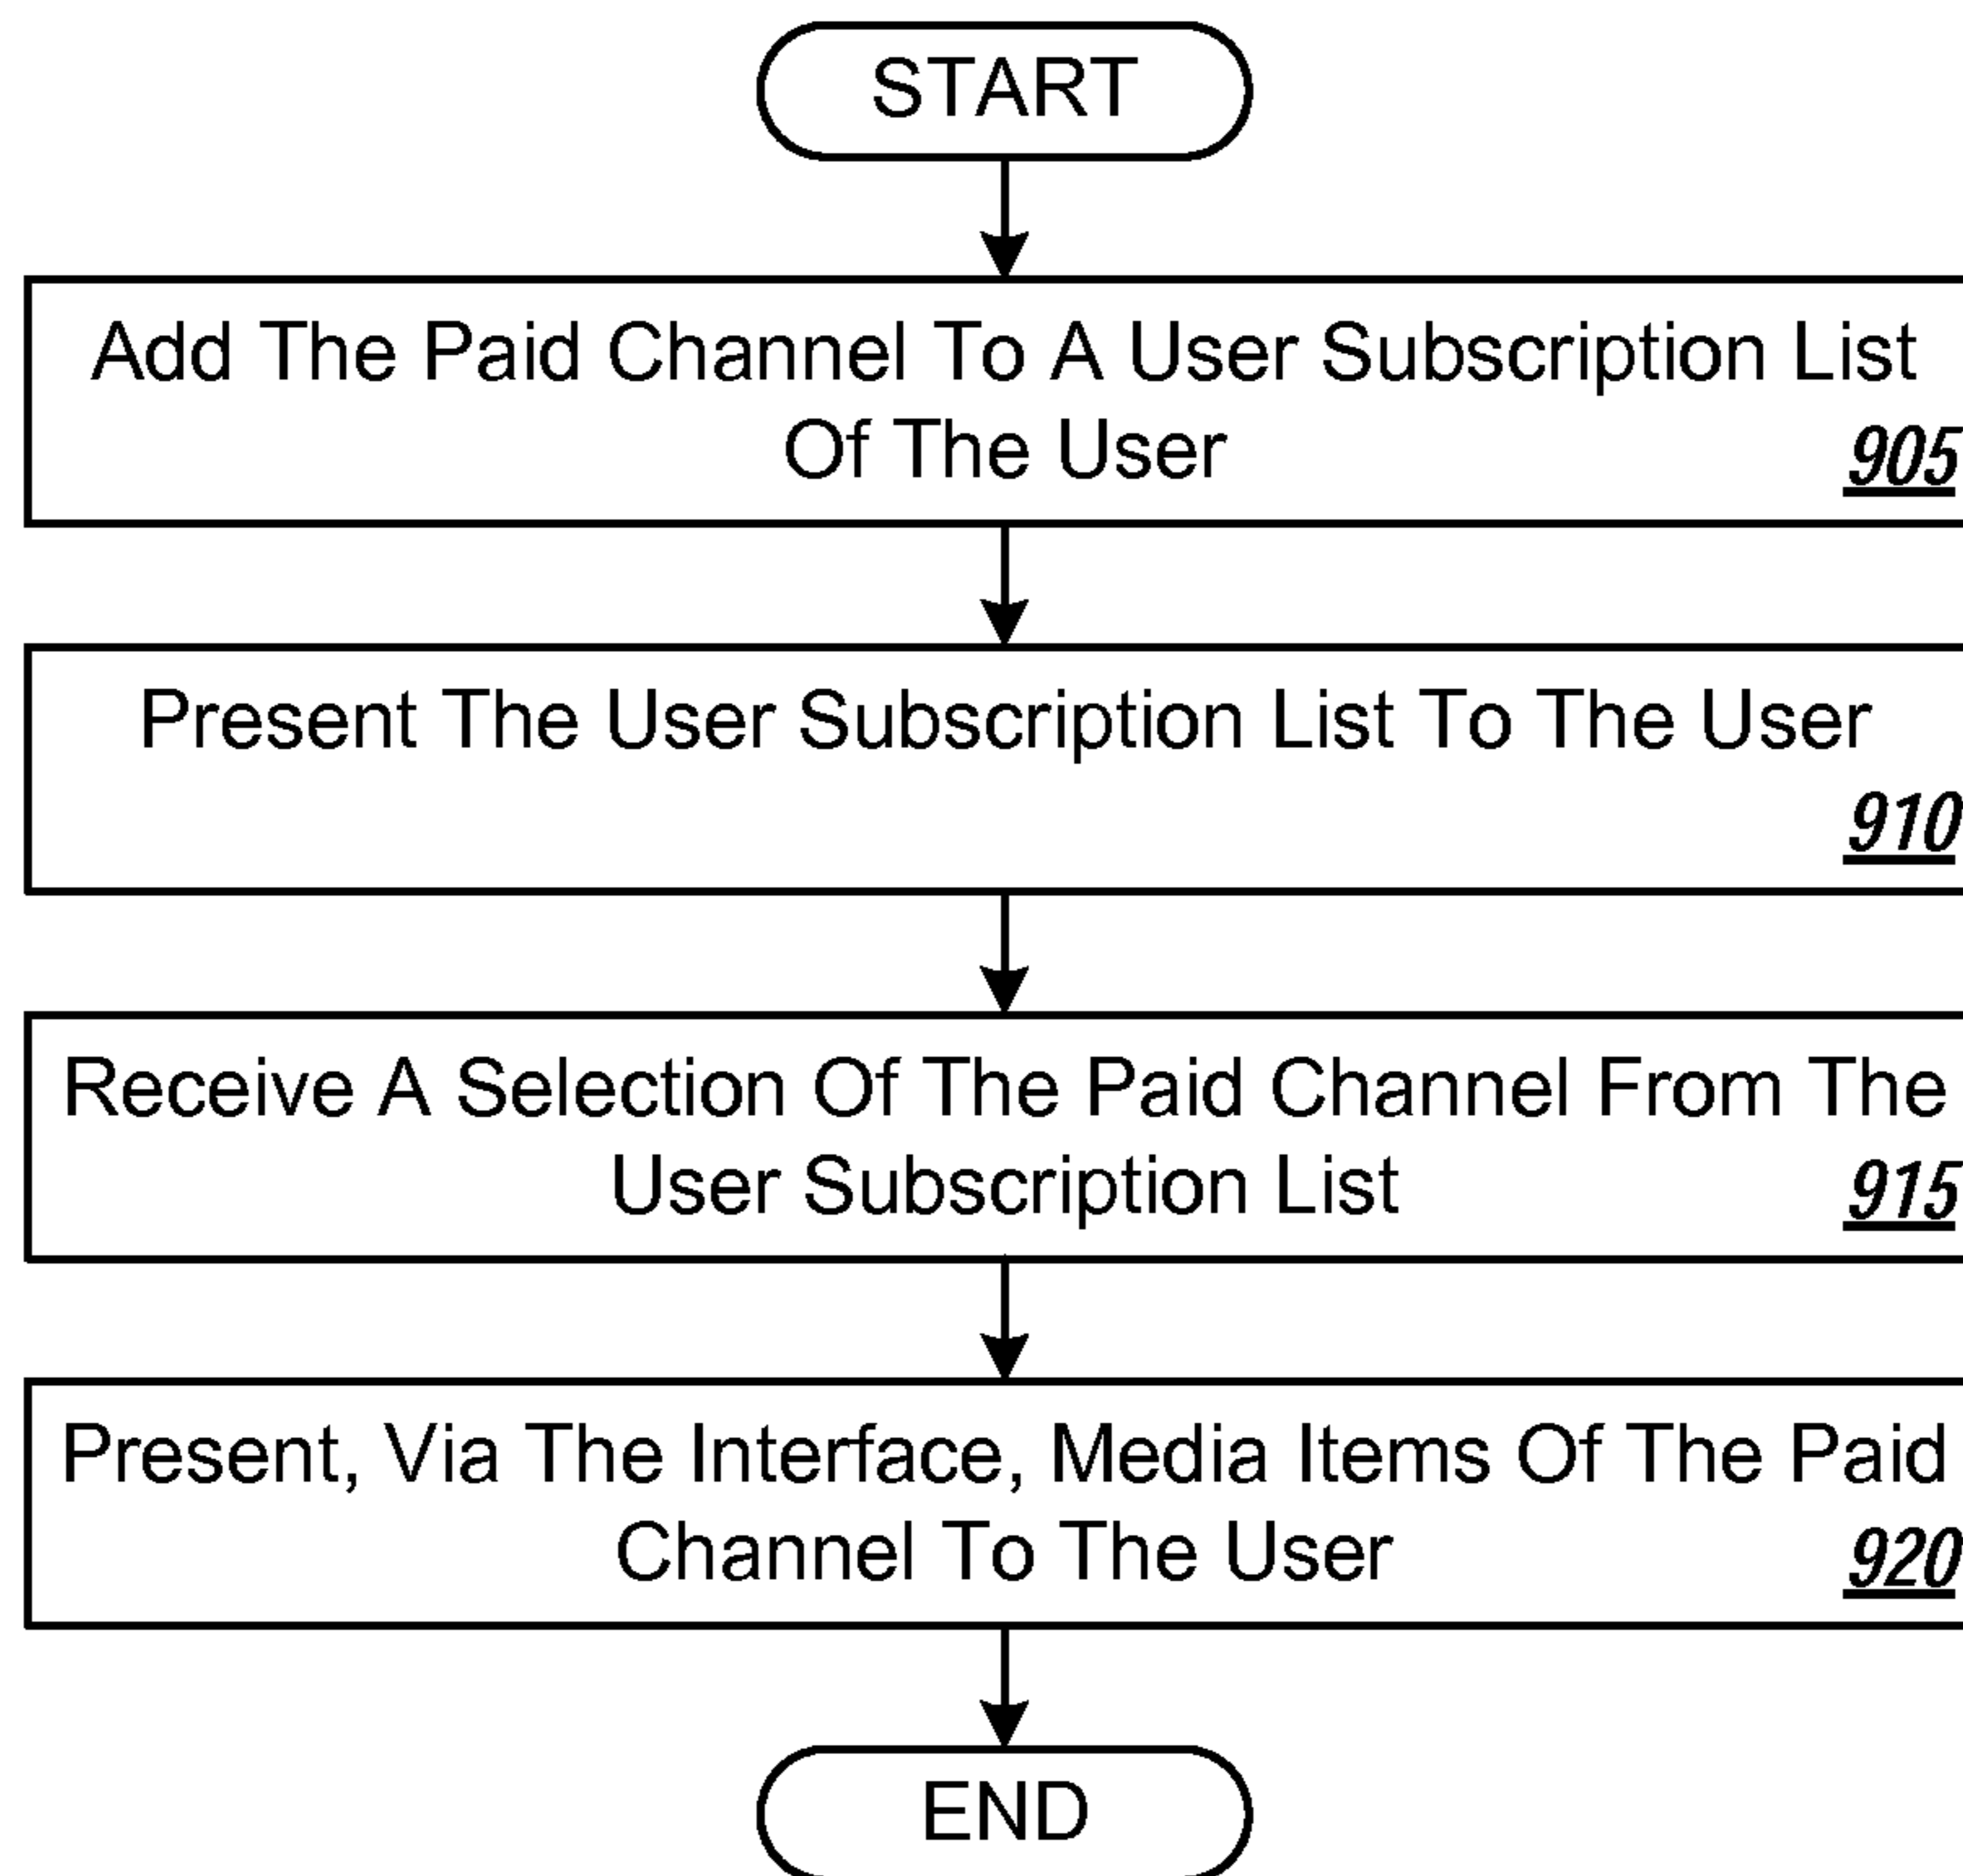 START
Add The Paid Channel To A User Subscription List
Of The User
905
Present The User Subscription List To The User
910
Receive A Selection Of The Paid Channel From The
User Subscription List
915
Present, Via The Interface, Media Items Of The Paid
Channel To The User
920
END